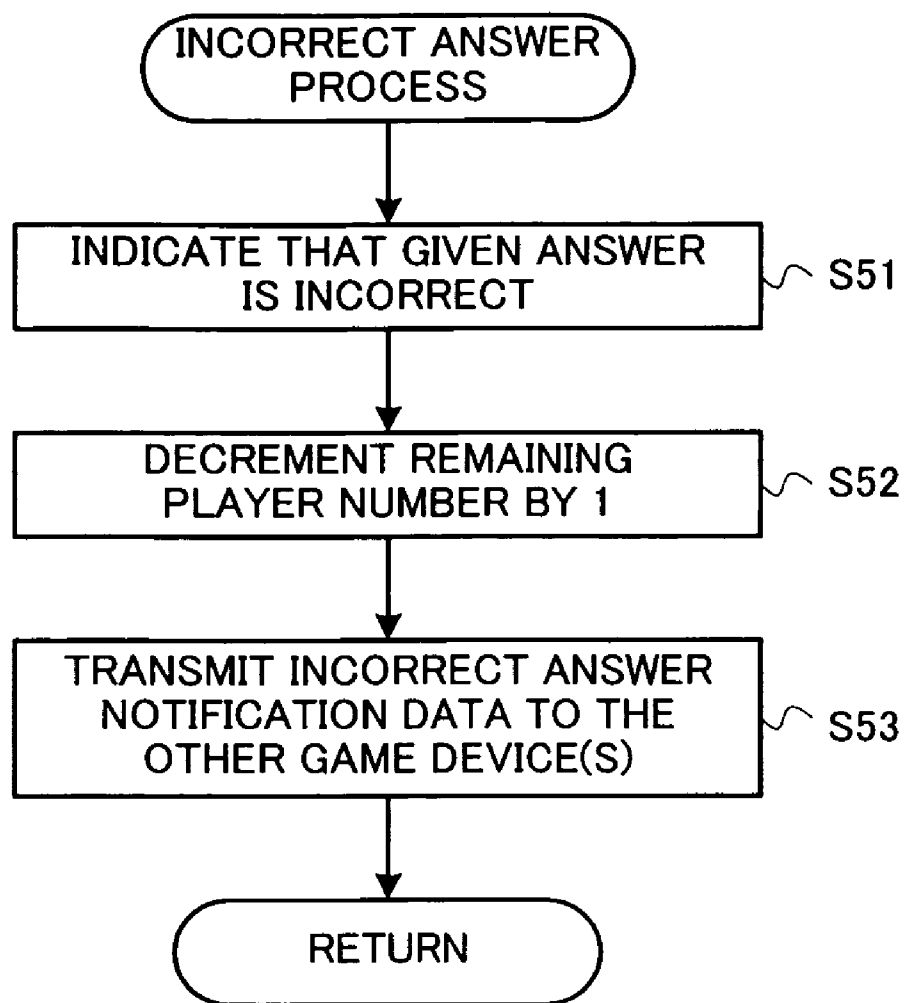 INCORRECT ANSWER
PROCESS
INDICATE THAT GIVEN ANSWER
IS INCORRECT
S51
DECREMENT REMAINING
PLAYER NUMBER BY 1
S52
TRANSMIT INCORRECT ANSWER
NOTIFICATION DATA TO THE
OTHER GAME DEVICE(S)
S53
RETURN